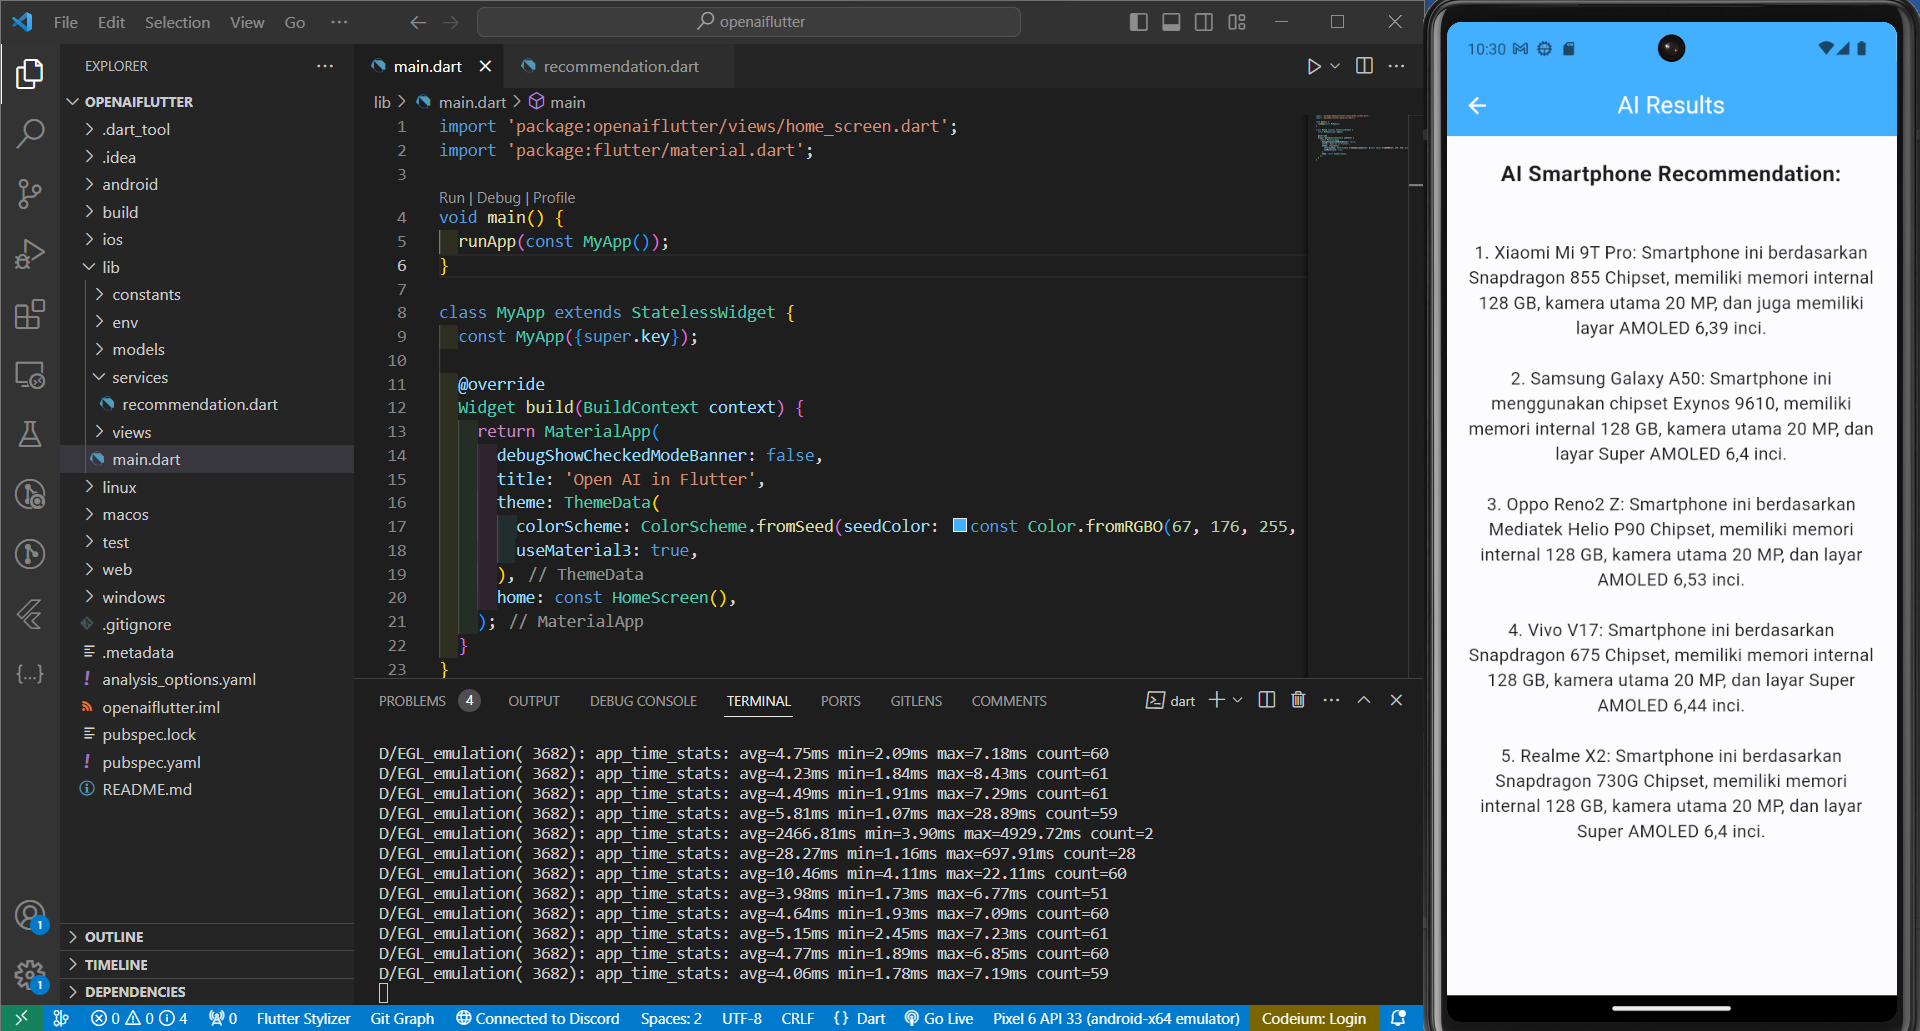 File Edit Selection View Go ···
openaiflutter
EXPLORER
OPENAIFLUTTER
.dart_tool
.idea
android
build
ios
lib
constants
env
models
services
recommendation.dart
views
main.dart
linux
macos
test
web
windows
.gitignore
.metadata
analysis_options.yaml
openaiflutter.iml
pubspec.lock
pubspec.yaml
README.md
OUTLINE
TIMELINE
DEPENDENCIES
1
1
main.dart recommendation.dart
lib > main.dart > main
1 import 'package:openaiflutter/views/home_screen.dart';
2 import 'package:flutter/material.dart';
3
Run | Debug | Profile
4 void main() {
5 runApp(const MyApp());
6 }
7
8 class MyApp extends StatelessWidget {
9 const MyApp({super.key});
10
11 @override
12 Widget build(BuildContext context) {
13 return MaterialApp(
14 debugShowCheckedModeBanner: false,
15 title: 'Open AI in Flutter',
16 theme: ThemeData(
17 colorScheme: ColorScheme.fromSeed(seedColor: const Color.fromRGBO(67, 176, 255,
18 useMaterial3: true,
19 ), // ThemeData
20 home: const HomeScreen(),
21 ); // MaterialApp
22 }
23 }
PROBLEMS 4 OUTPUT DEBUG CONSOLE TERMINAL PORTS GITLENS COMMENTS dart
D/EGL_emulation( 3682): app_time_stats: avg=4.75ms min=2.09ms max=7.18ms count=60
D/EGL_emulation( 3682): app_time_stats: avg=4.23ms min=1.84ms max=8.43ms count=61
D/EGL_emulation( 3682): app_time_stats: avg=4.49ms min=1.91ms max=7.29ms count=61
D/EGL_emulation( 3682): app_time_stats: avg=5.81ms min=1.07ms max=28.89ms count=59
D/EGL_emulation( 3682): app_time_stats: avg=2466.81ms min=3.90ms max=4929.72ms count=2
D/EGL_emulation( 3682): app_time_stats: avg=28.27ms min=1.16ms max=697.91ms count=28
D/EGL_emulation( 3682): app_time_stats: avg=10.46ms min=4.11ms max=22.11ms count=60
D/EGL_emulation( 3682): app_time_stats: avg=3.98ms min=1.73ms max=6.77ms count=51
D/EGL_emulation( 3682): app_time_stats: avg=4.64ms min=1.93ms max=7.09ms count=60
D/EGL_emulation( 3682): app_time_stats: avg=5.15ms min=2.45ms max=7.23ms count=61
D/EGL_emulation( 3682): app_time_stats: avg=4.77ms min=1.89ms max=6.85ms count=60
D/EGL_emulation( 3682): app_time_stats: avg=4.06ms min=1.78ms max=7.19ms count=59
0 0 4 0 Flutter Stylizer Git Graph Connected to Discord Spaces: 2 UTF-8 CRLF {} Dart Go Live Pixel 6 API 33 (android-x64 emulator) Codeium: Login
10:30
AI Results
AI Smartphone Recommendation:
1. Xiaomi Mi 9T Pro: Smartphone ini berdasarkan
Snapdragon 855 Chipset, memiliki memori internal
128 GB, kamera utama 20 MP, dan juga memiliki
layar AMOLED 6,39 inci.
2. Samsung Galaxy A50: Smartphone ini
menggunakan chipset Exynos 9610, memiliki
memori internal 128 GB, kamera utama 20 MP, dan
layar Super AMOLED 6,4 inci.
3. Oppo Reno2 Z: Smartphone ini berdasarkan
Mediatek Helio P90 Chipset, memiliki memori
internal 128 GB, kamera utama 20 MP, dan layar
AMOLED 6,53 inci.
4. Vivo V17: Smartphone ini berdasarkan
Snapdragon 675 Chipset, memiliki memori internal
128 GB, kamera utama 20 MP, dan layar Super
AMOLED 6,44 inci.
5. Realme X2: Smartphone ini berdasarkan
Snapdragon 730G Chipset, memiliki memori
internal 128 GB, kamera utama 20 MP, dan layar
Super AMOLED 6,4 inci.